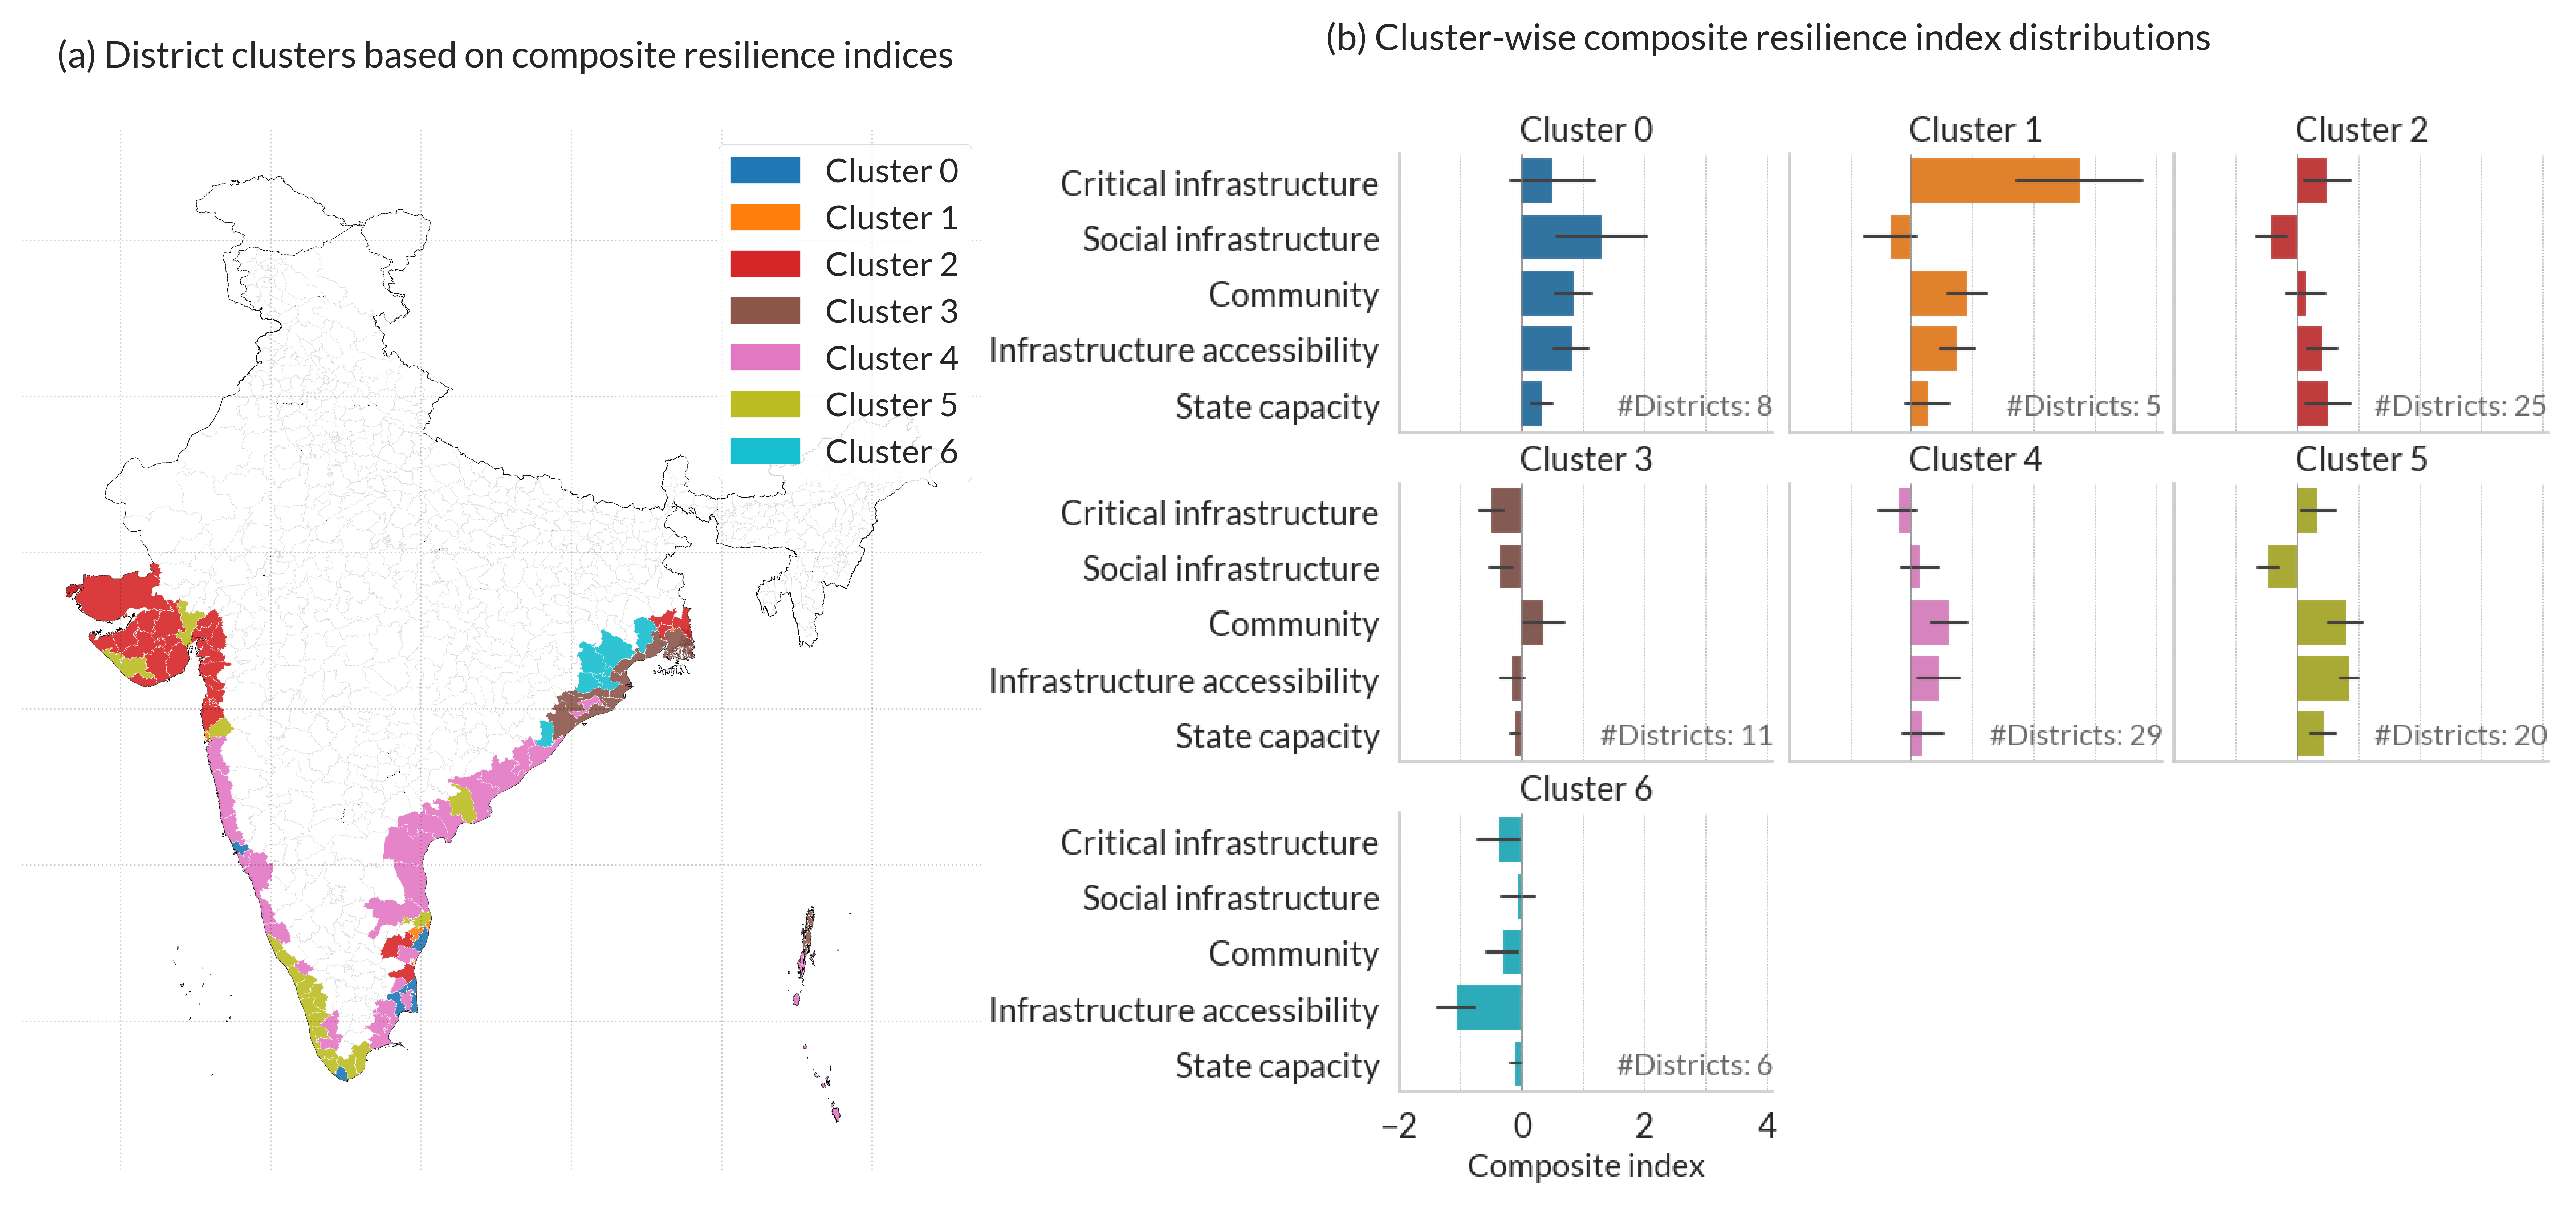 (a) District clusters based on composite resilience indices
Cluster 0
Cluster 1
Cluster 2
Cluster 3
Cluster 4
Cluster 5
Cluster 6
(b) Cluster-wise composite resilience index distributions
Cluster 0
Cluster 1
Cluster 2
Critical infrastructure
Social infrastructure
Community
Infrastructure accessibility
State capacity
#Districts: 8
#Districts: 5
#Districts: 25
Cluster 3
Cluster 4
Cluster 5
Critical infrastructure
Social infrastructure
Community
Infrastructure accessibility
State capacity
#Districts: 11
#Districts: 29
#Districts: 20
Cluster 6
Critical infrastructure
Social infrastructure
Community
Infrastructure accessibility
State capacity
#Districts: 6
−2 0 2 4
Composite index